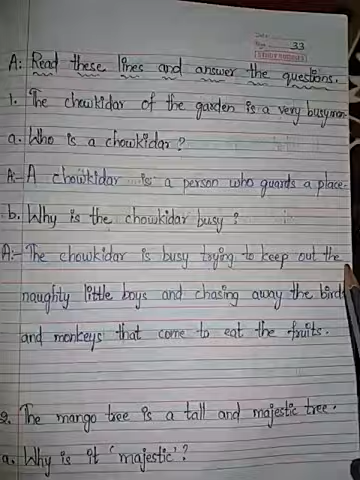 Date
Page 33
A: Read these lines and answer the questions.
1. The chowkidar of the garden is a very busy man
a. Who is a chowkidar?
A:- A chowkidar is a person who guards a place.
b. Why is the chowkidar busy?
A:- The chowkidar is busy trying to keep out the
naughty little boys and chasing away the birds
and monkeys that come to eat the fruits.
2. The mango tree is a tall and majestic tree.
a. Why is it 'majestic'?